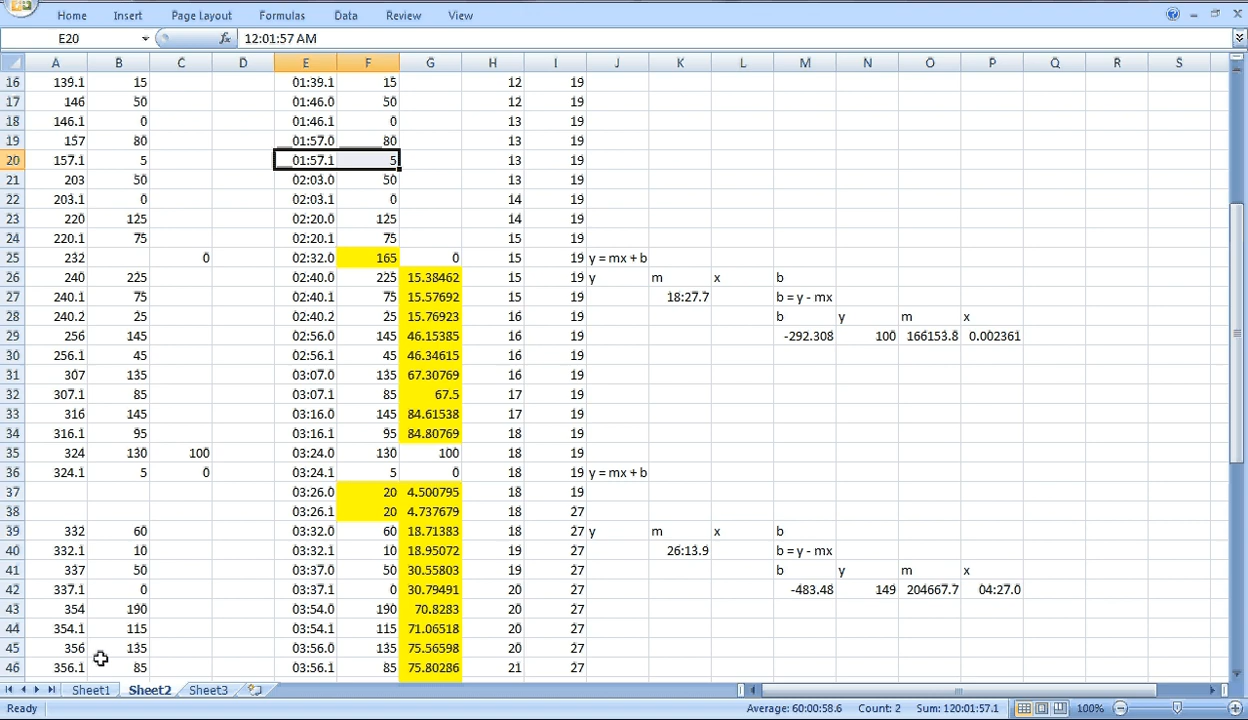 Home Insert Page Layout Formulas Data Review View
E20 fx 12:01:57 AM
A B C D E F G H I J K L M N O P Q R S
16 139.1 15 01:39.1 15 12 19
17 146 50 01:46.0 50 12 19
18 146.1 0 01:46.1 0 13 19
19 157 80 01:57.0 80 13 19
20 157.1 5 01:57.1 5 13 19
21 203 50 02:03.0 50 13 19
22 203.1 0 02:03.1 0 14 19
23 220 125 02:20.0 125 14 19
24 220.1 75 02:20.1 75 15 19
25 232 0 02:32.0 165 0 15 19 y = mx + b
26 240 225 02:40.0 225 15.38462 15 19 y m x b
27 240.1 75 02:40.1 75 15.57692 15 19 18:27.7 b = y - mx
28 240.2 25 02:40.2 25 15.76923 16 19 b y m x
29 256 145 02:56.0 145 46.15385 16 19 -292.308 100 166153.8 0.002361
30 256.1 45 02:56.1 45 46.34615 16 19
31 307 135 03:07.0 135 67.30769 16 19
32 307.1 85 03:07.1 85 67.5 17 19
33 316 145 03:16.0 145 84.61538 17 19
34 316.1 95 03:16.1 95 84.80769 18 19
35 324 130 100 03:24.0 130 100 18 19
36 324.1 5 0 03:24.1 5 0 18 19 y = mx + b
37 03:26.0 20 4.500795 18 19
38 03:26.1 20 4.737679 18 27
39 332 60 03:32.0 60 18.71383 18 27 y m x b
40 332.1 10 03:32.1 10 18.95072 19 27 26:13.9 b = y - mx
41 337 50 03:37.0 50 30.55803 19 27 b y m x
42 337.1 0 03:37.1 0 30.79491 20 27 -483.48 149 204667.7 04:27.0
43 354 190 03:54.0 190 70.8283 20 27
44 354.1 115 03:54.1 115 71.06518 20 27
45 356 135 03:56.0 135 75.56598 20 27
46 356.1 85 03:56.1 85 75.80286 21 27
Sheet1 Sheet2 Sheet3
Ready Average: 60:00:58.6 Count: 2 Sum: 120:01:57.1 100%